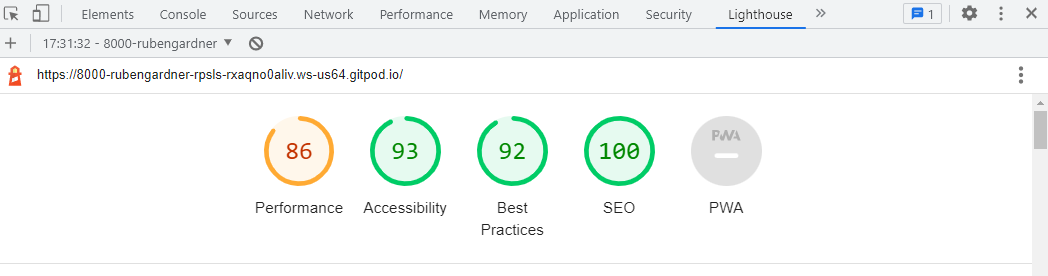 Elements Console Sources Network Performance Memory Application Security Lighthouse 1
17:31:32 - 8000-rubengardner
https://8000-rubengardner-rpsls-rxaqno0aliv.ws-us64.gitpod.io/
86 93 92 100 PWA
Performance Accessibility Best SEO PWA
Practices